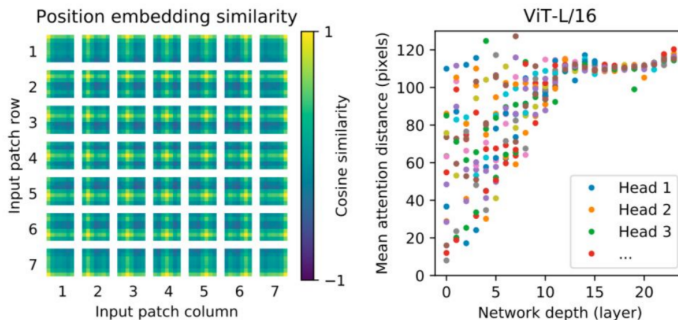 Position embedding similarity
1
2
3
4
5
6
7
Input patch row
1 2 3 4 5 6 7
Input patch column
1
−1
Cosine similarity
ViT-L/16
120
100
80
60
40
20
0
Mean attention distance (pixels)
Head 1
Head 2
Head 3
...
0 5 10 15 20
Network depth (layer)